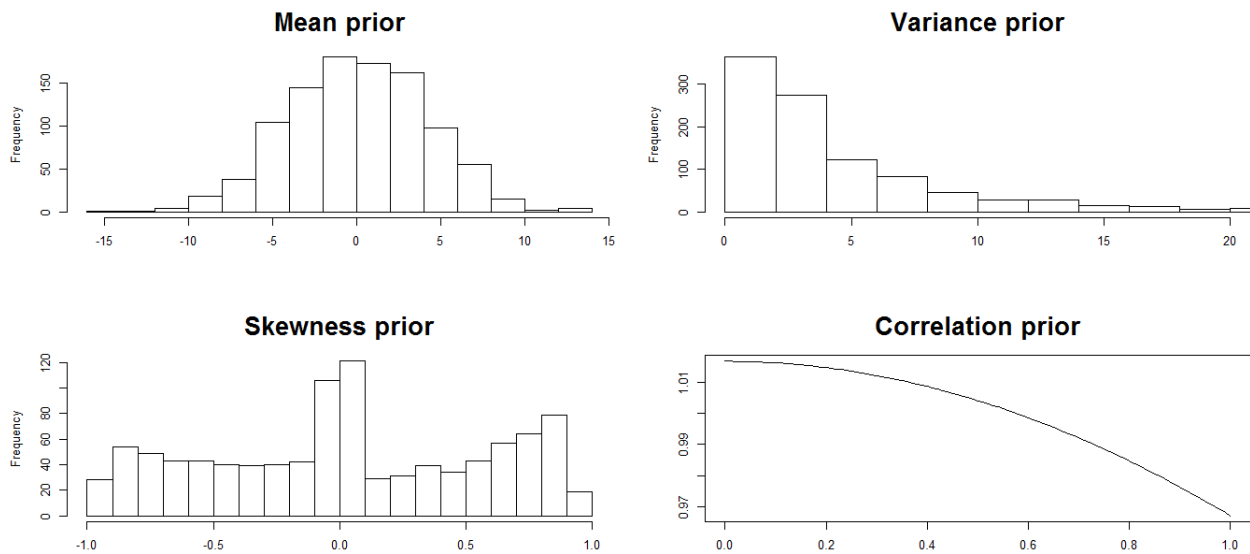 Mean prior
Variance prior
Frequency
0 50 100 150
-15 -10 -5 0 5 10 15
Frequency
0 100 200 300
0 5 10 15 20
Skewness prior
Correlation prior
Frequency
0 20 40 60 80 120
-1.0 -0.5 0.0 0.5 1.0
0.97 0.99 1.01
0.0 0.2 0.4 0.6 0.8 1.0